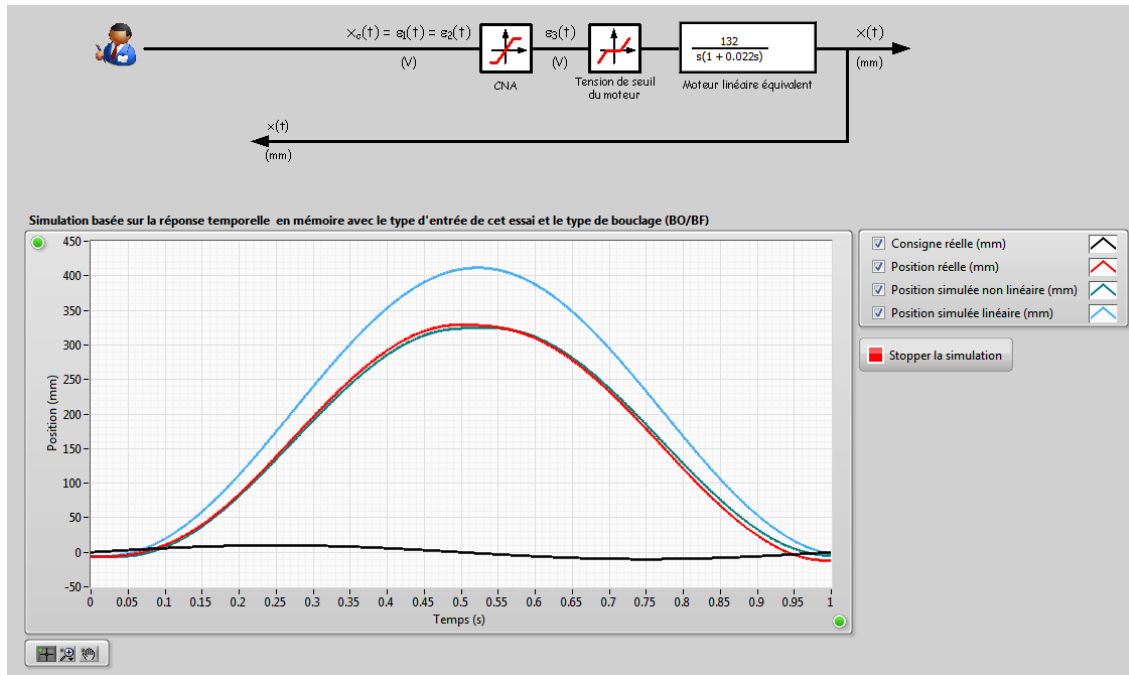 xc(t) = ε1(t) = ε2(t)
(V)
CNA
ε3(t)
(V)
Tension de seuil
du moteur
132
s(1 + 0.022s)
Moteur linéaire équivalent
x(t)
(mm)
x(t)
(mm)
Simulation basée sur la réponse temporelle en mémoire avec le type d'entrée de cet essai et le type de bouclage (BO/BF)
Position (mm)
450
400
350
300
250
200
150
100
50
0
-50
0 0.05 0.1 0.15 0.2 0.25 0.3 0.35 0.4 0.45 0.5 0.55 0.6 0.65 0.7 0.75 0.8 0.85 0.9 0.95 1
Temps (s)
Consigne réelle (mm)
Position réelle (mm)
Position simulée non linéaire (mm)
Position simulée linéaire (mm)
Stopper la simulation